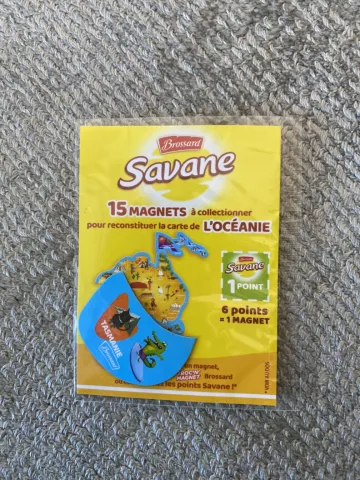 Brossard
Savane
15 MAGNETS à collectionner
pour reconstituer la carte de L'OCÉANIE
Brossard
Savane
1 POINT
6 points
= 1 MAGNET
TASMANIE
Brossard
magnet,
MAGNET Brossard
les points Savane !*